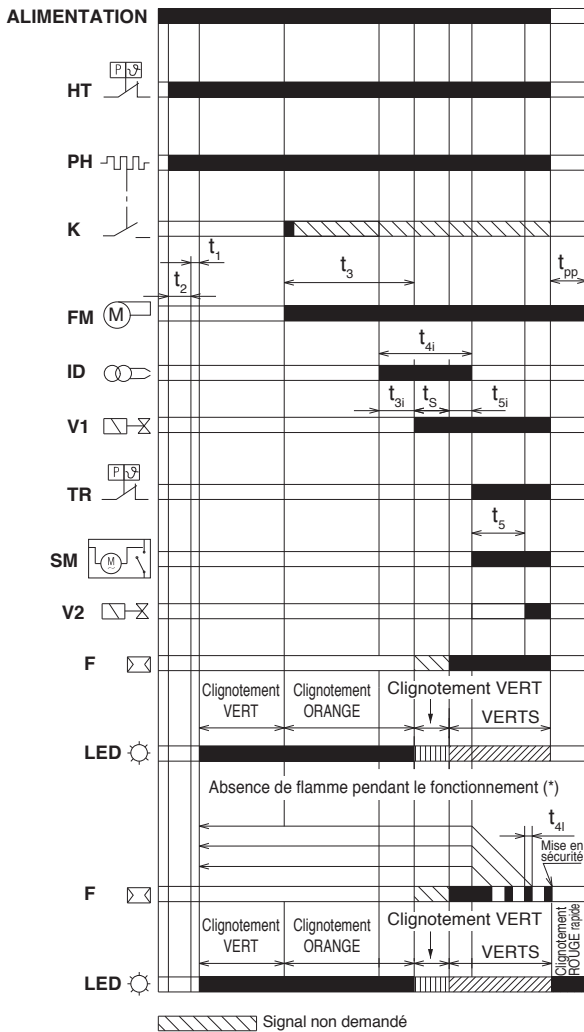 ALIMENTATION
P ϑ
HT
PH
K
t1
t2
t3
tpp
FM M
t4i
ID
t3i tS t5i
V1
P ϑ
TR
t5
SM M ~
V2
F
Clignotement VERT
Clignotement ORANGE
Clignotement VERT
VERTS
LED
Absence de flamme pendant le fonctionnement (*)
t4l
Mise en
sécurité
F
Clignotement VERT
Clignotement ORANGE
Clignotement VERT
VERTS
Clignotement
ROUGE rapide
LED
Signal non demandé